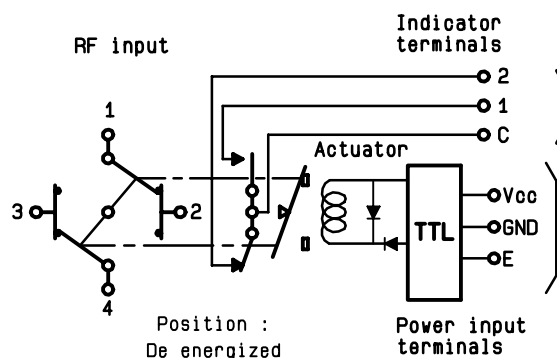 Indicator
terminals
RF input
2
1
C
1
Actuator
3
2
Vcc
GND
TTL
E
4
Position :
De energized
Power input
terminals